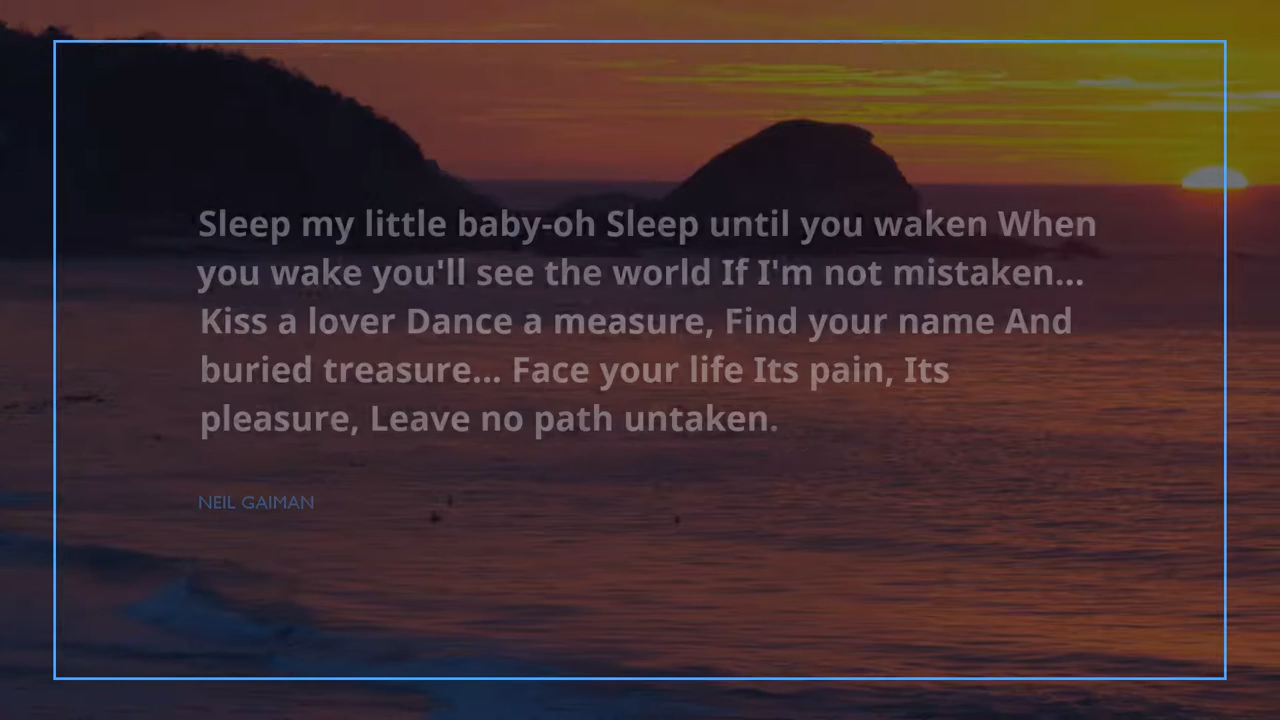 Sleep my little baby-oh Sleep until you waken When
you wake you'll see the world If I'm not mistaken...
Kiss a lover Dance a measure, Find your name And
buried treasure... Face your life Its pain, Its
pleasure, Leave no path untaken.
NEIL GAIMAN